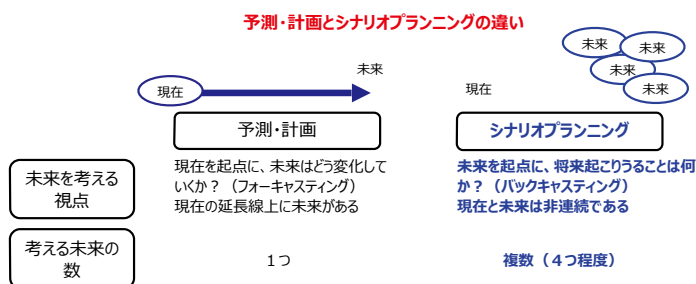 予測・計画とシナリオプランニングの違い
未来
未来
未来
未来
未来
現在
現在
予測・計画
シナリオプランニング
未来を考える
視点
現在を起点に、未来はどう変化して
いくか？（フォーキャスティング）
現在の延長線上に未来がある
未来を起点に、将来起こりうることは何
か？（バックキャスティング）
現在と未来は非連続である
考える未来の
数
1つ
複数（４つ程度）